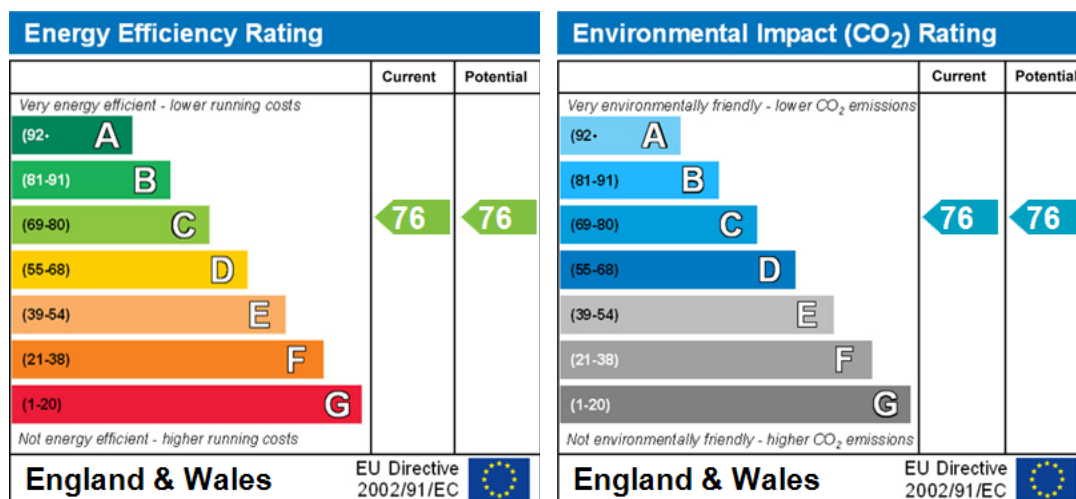 Energy Efficiency Rating
Current Potential
Very energy efficient - lower running costs
(92- A
(81-91) B
(69-80) C
76 76
(55-68) D
(39-54) E
(21-38) F
(1-20) G
Not energy efficient - higher running costs
England & Wales
EU Directive
2002/91/EC
Environmental Impact (CO₂) Rating
Current Potential
Very environmentally friendly - lower CO₂ emissions
(92- A
(81-91) B
(69-80) C
76 76
(55-68) D
(39-54) E
(21-38) F
(1-20) G
Not environmentally friendly - higher CO₂ emissions
England & Wales
EU Directive
2002/91/EC